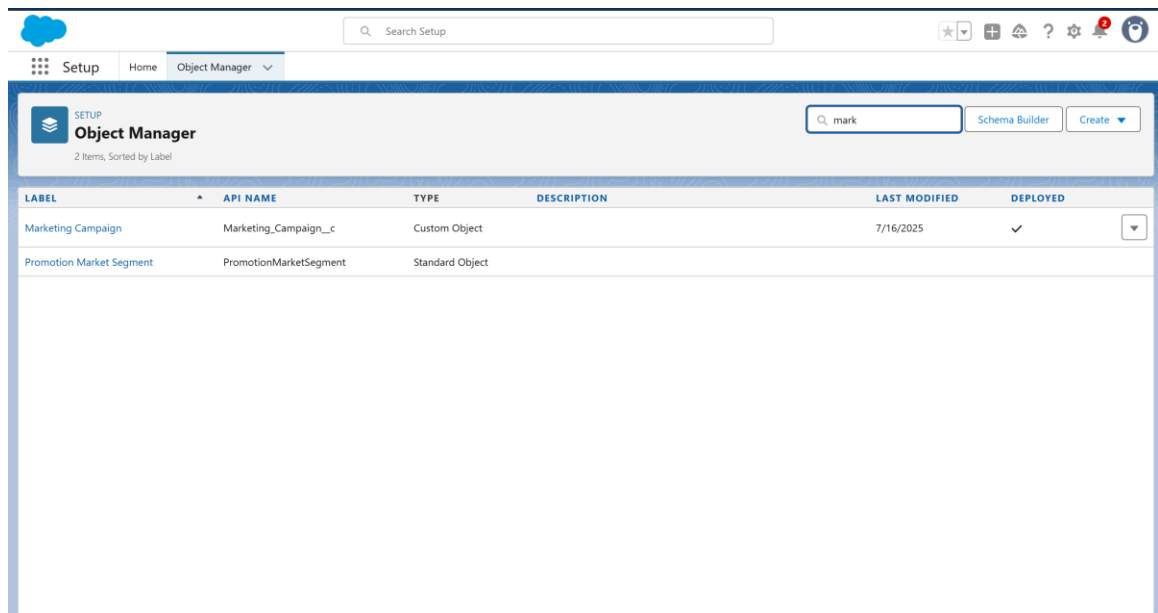 Search Setup
2
Setup Home Object Manager
SETUP
Object Manager
2 Items, Sorted by Label
mark
Schema Builder
Create
LABEL API NAME TYPE DESCRIPTION LAST MODIFIED DEPLOYED
Marketing Campaign Marketing_Campaign__c Custom Object 7/16/2025
Promotion Market Segment PromotionMarketSegment Standard Object